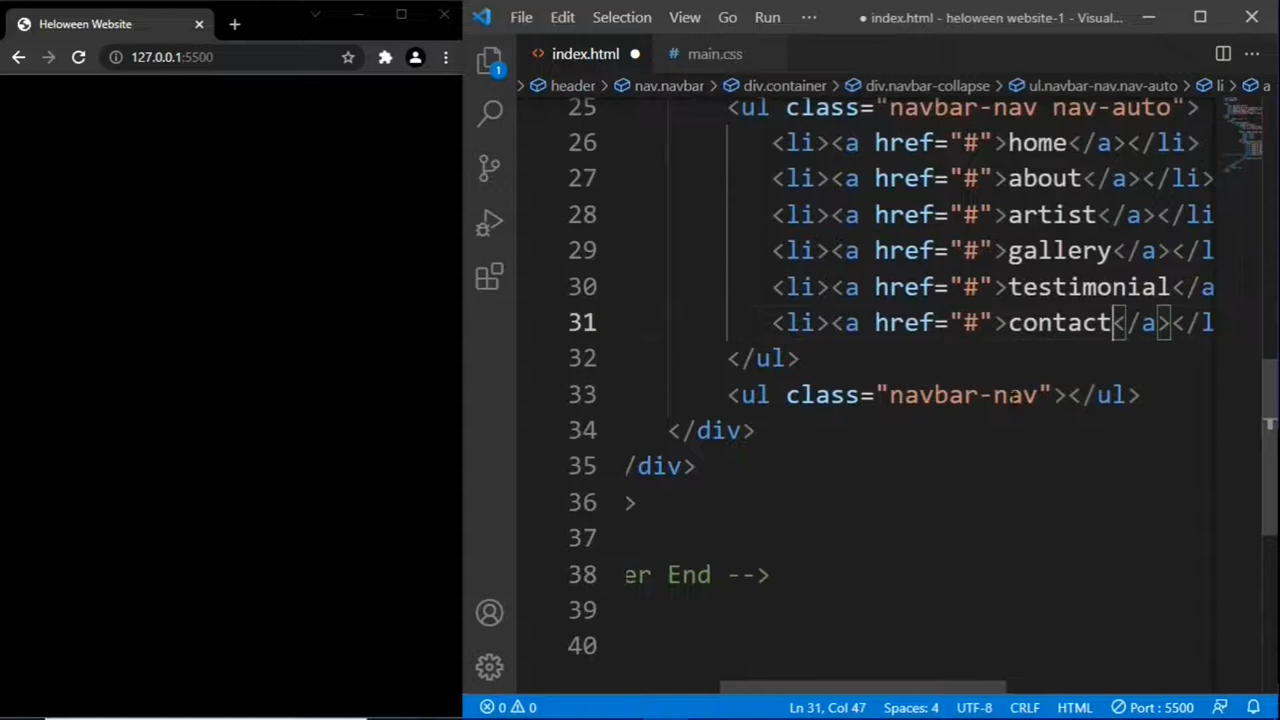 Heloween Website
127.0.0.1:5500
File Edit Selection View Go Run ··· ● index.html - heloween website-1 - Visual...
<> index.html ● # main.css ···
> header > nav.navbar > div.container > div.navbar-collapse > ul.navbar-nav.nav-auto > li > a
1
25 <ul class="navbar-nav nav-auto">
26 <li><a href="#">home</a></li>
27 <li><a href="#">about</a></li>
28 <li><a href="#">artist</a></li
29 <li><a href="#">gallery</a></l
30 <li><a href="#">testimonial</a
31 <li><a href="#">contact</a></l
32 </ul>
33 <ul class="navbar-nav"></ul>
34 </div>
35 /div>
36 >
37
38 er End -->
39
40
0 0 Ln 31, Col 47 Spaces: 4 UTF-8 CRLF HTML Port : 5500